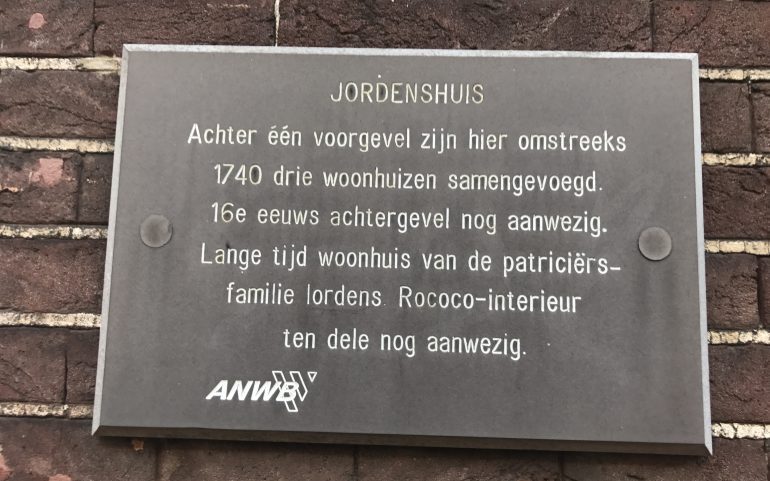 JORDENSHUIS
Achter één voorgevel zijn hier omstreeks
1740 drie woonhuizen samengevoegd.
16e eeuws achtergevel nog aanwezig.
Lange tijd woonhuis van de patriciërs-
familie Iordens. Rococo-interieur
ten dele nog aanwezig.
ANWB